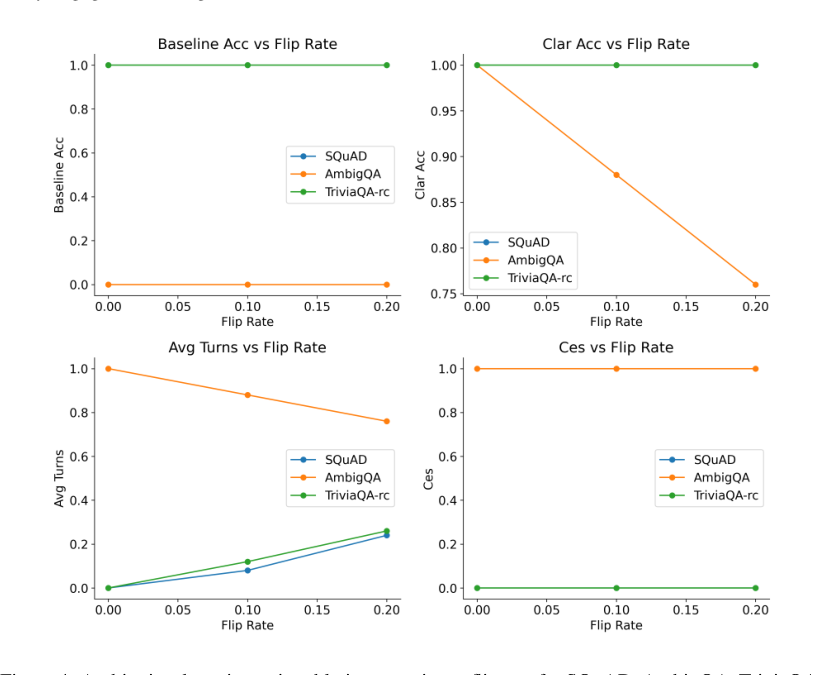 Baseline Acc vs Flip Rate
Baseline Acc
1.0
0.8
0.6
0.4
0.2
0.0
SQuAD
AmbigQA
TriviaQA-rc
0.00 0.05 0.10 0.15 0.20
Flip Rate
Clar Acc vs Flip Rate
Clar Acc
1.00
0.95
0.90
0.85
0.80
0.75
SQuAD
AmbigQA
TriviaQA-rc
0.00 0.05 0.10 0.15 0.20
Flip Rate
Avg Turns vs Flip Rate
Avg Turns
1.0
0.8
0.6
0.4
0.2
0.0
SQuAD
AmbigQA
TriviaQA-rc
0.00 0.05 0.10 0.15 0.20
Flip Rate
Ces vs Flip Rate
Ces
1.0
0.8
0.6
0.4
0.2
0.0
SQuAD
AmbigQA
TriviaQA-rc
0.00 0.05 0.10 0.15 0.20
Flip Rate